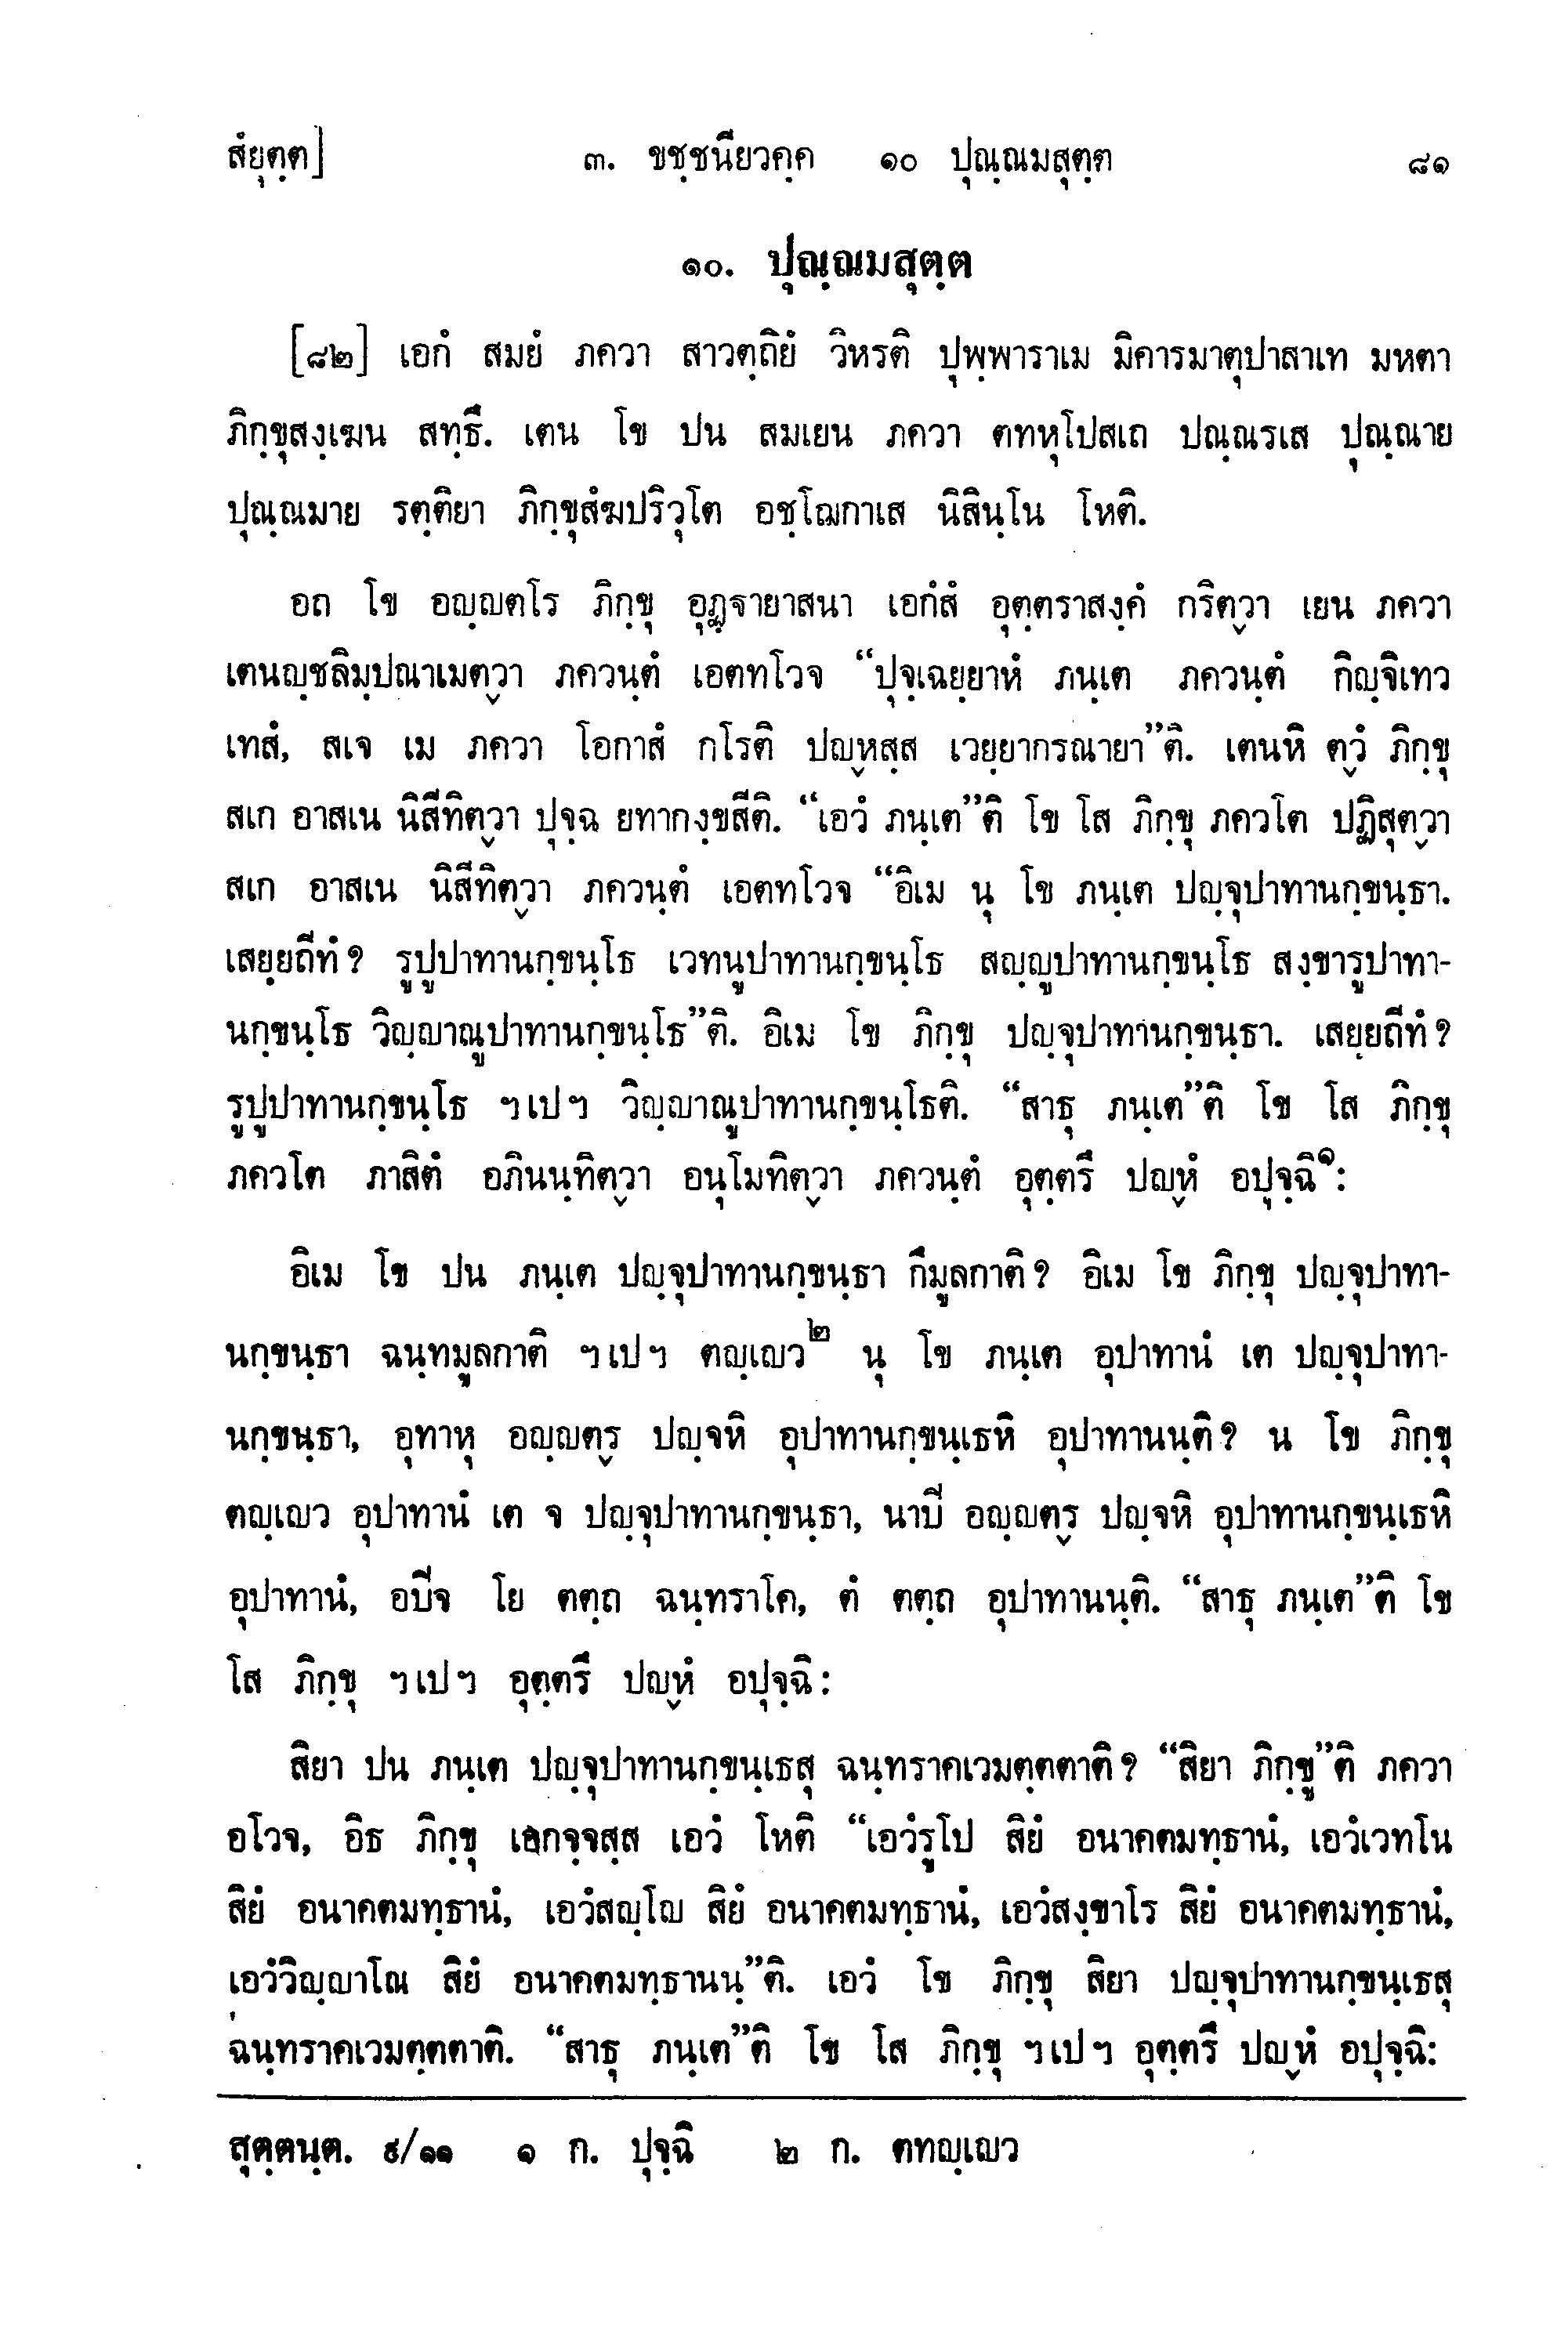 สํยุตฺต]	๓. ขชฺชนียวคฺค ๑๐ ปุณฺณมสุตฺต	๘๑
๑๐. ปุณฺณมสุตฺต
[๘๒] เอกํ สมยํ ภควา สาวตฺถิยํ วิหรติ ปุพฺพาราเม มิคารมาตุปาสาเท มหตา
ภิกฺขุสงฺเฆน สทฺธึ. เตน โข ปน สมเยน ภควา ตทหุโปสเถ ปณฺณรเส ปุณฺณาย
ปุณฺณมาย รตฺติยา ภิกฺขุสํฆปริวุโต อชฺโฌกาเส นิสินฺโน โหติ.
อถ โข อญฺญตโร ภิกฺขุ อุฏฺฐายาสนา เอกํสํ อุตฺตราสงฺคํ กริตฺวา เยน ภควา
เตนญฺชลิมฺปณาเมตฺวา ภควนฺตํ เอตทโวจ “ปุจฺเฉยฺยาหํ ภนฺเต ภควนฺตํ กิญฺจิเทว
เทสํ, สเจ เม ภควา โอกาสํ กโรติ ปญฺหสฺส เวยฺยากรณายา”ติ. เตนหิ ตฺวํ ภิกฺขุ
สเก อาสเน นิสีทิตฺวา ปุจฺฉ ยทากงฺขสีติ. “เอวํ ภนฺเต”ติ โข โส ภิกฺขุ ภควโต ปฏิสุตฺวา
สเก อาสเน นิสีทิตฺวา ภควนฺตํ เอตทโวจ “อิเม นุ โข ภนฺเต ปญฺจุปาทานกฺขนฺธา.
เสยฺยถีทํ? รูปูปาทานกฺขนฺโธ เวทนูปาทานกฺขนฺโธ สญฺญูปาทานกฺขนฺโธ สงฺขารูปาทา-
นกฺขนฺโธ วิญฺญาณูปาทานกฺขนฺโธ”ติ. อิเม โข ภิกฺขุ ปญฺจุปาทานกฺขนฺธา. เสยฺยถีทํ?
รูปูปาทานกฺขนฺโธ ฯเปฯ วิญฺญาณูปาทานกฺขนฺโธติ. “สาธุ ภนฺเต”ติ โข โส ภิกฺขุ
ภควโต ภาสิตํ อภินนฺทิตฺวา อนุโมทิตฺวา ภควนฺตํ อุตฺตรึ ปญฺหํ อปุจฺฉิ๑:
อิเม โข ปน ภนฺเต ปญฺจุปาทานกฺขนฺธา กึมูลกาติ? อิเม โข ภิกฺขุ ปญฺจุปาทา-
นกฺขนฺธา ฉนฺทมูลกาติ ฯเปฯ ตญฺเญว๒ นุ โข ภนฺเต อุปาทานํ เต ปญฺจุปาทา-
นกฺขนฺธา, อุทาหุ อญฺญตฺร ปญฺจหิ อุปาทานกฺขนฺเธหิ อุปาทานนฺติ? น โข ภิกฺขุ
ตญฺเญว อุปาทานํ เต จ ปญฺจุปาทานกฺขนฺธา, นาปิ อญฺญตฺร ปญฺจหิ อุปาทานกฺขนฺเธหิ
อุปาทานํ, อปิจ โย ตตฺถ ฉนฺทราโค, ตํ ตตฺถ อุปาทานนฺติ. “สาธุ ภนฺเต”ติ โข
โส ภิกฺขุ ฯเปฯ อุตฺตรึ ปญฺหํ อปุจฺฉิ:
สิยา ปน ภนฺเต ปญฺจุปาทานกฺขนฺเธสุ ฉนฺทราคเวมตฺตตาติ? “สิยา ภิกฺขู”ติ ภควา
อโวจ, อิธ ภิกฺขุ เอกจฺจสฺส เอวํ โหติ “เอวํรูโป สิยํ อนาคตมทฺธานํ, เอวํเวทโน
สิยํ อนาคตมทฺธานํ, เอวํสญฺโญ สิยํ อนาคตมทฺธานํ, เอวํสงฺขาโร สิยํ อนาคตมทฺธานํ,
เอวํวิญฺญาโณ สิยํ อนาคตมทฺธานนฺ”ติ. เอวํ โข ภิกฺขุ สิยา ปญฺจุปาทานกฺขนฺเธสุ
ฉนฺทราคเวมตฺตตาติ. “สาธุ ภนฺเต”ติ โข โส ภิกฺขุ ฯเปฯ อุตฺตรึ ปญฺหํ อปุจฺฉิ:
สุตฺตนฺต. ๙/๑๑ ๑ ก. ปุจฺฉิ ๒ ก. ตทญฺเญว